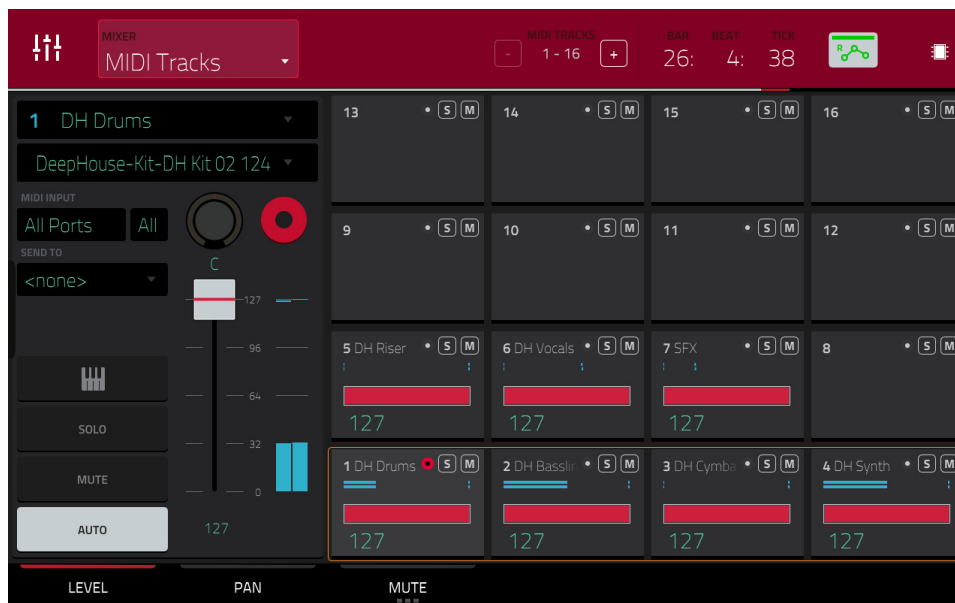 MIXER
MIDI Tracks
MIDI TRACKS
- 1 - 16 +
BAR BEAT TICK
26: 4: 38
R
1 DH Drums
DeepHouse-Kit-DH Kit 02 124
MIDI INPUT
All Ports All
SEND TO
<none>
C
127
96
64
32
0
SOLO
MUTE
AUTO
127
13 S M
14 S M
15 S M
16 S M
9 S M
10 S M
11 S M
12 S M
5 DH Riser S M
127
6 DH Vocals S M
127
7 SFX S M
127
8 S M
1 DH Drums S M
127
2 DH Basslin S M
127
3 DH Cymba S M
127
4 DH Synth S M
127
LEVEL PAN MUTE